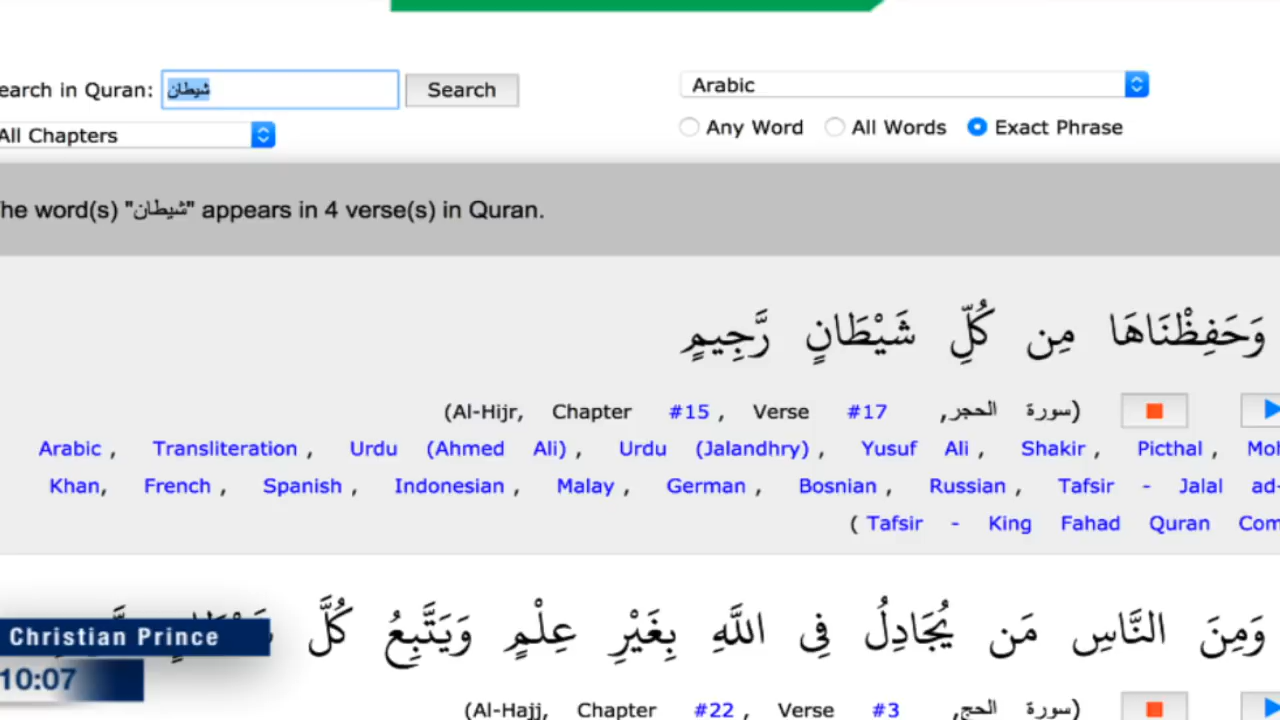 earch in Quran: شيطان Search Arabic
All Chapters Any Word All Words Exact Phrase
he word(s) "شيطان" appears in 4 verse(s) in Quran.
وَحَفِظْنَاهَا مِن كُلِّ شَيْطَانٍ رَّجِيمٍ
(سورة الحجر, Al-Hijr, Chapter #15 , Verse #17)
Arabic , Transliteration , Urdu (Ahmed Ali) , Urdu (Jalandhry) , Yusuf Ali , Shakir , Picthal , Moh
Khan, French , Spanish , Indonesian , Malay , German , Bosnian , Russian , Tafsir - Jalal ad-
( Tafsir - King Fahad Quran Com
وَمِنَ النَّاسِ مَن يُجَادِلُ فِى اللَّهِ بِغَيْرِ عِلْمٍ وَيَتَّبِعُ كُلَّ
Christian Prince
10:07
(سورة الحج, Al-Hajj, Chapter #22 , Verse #3)